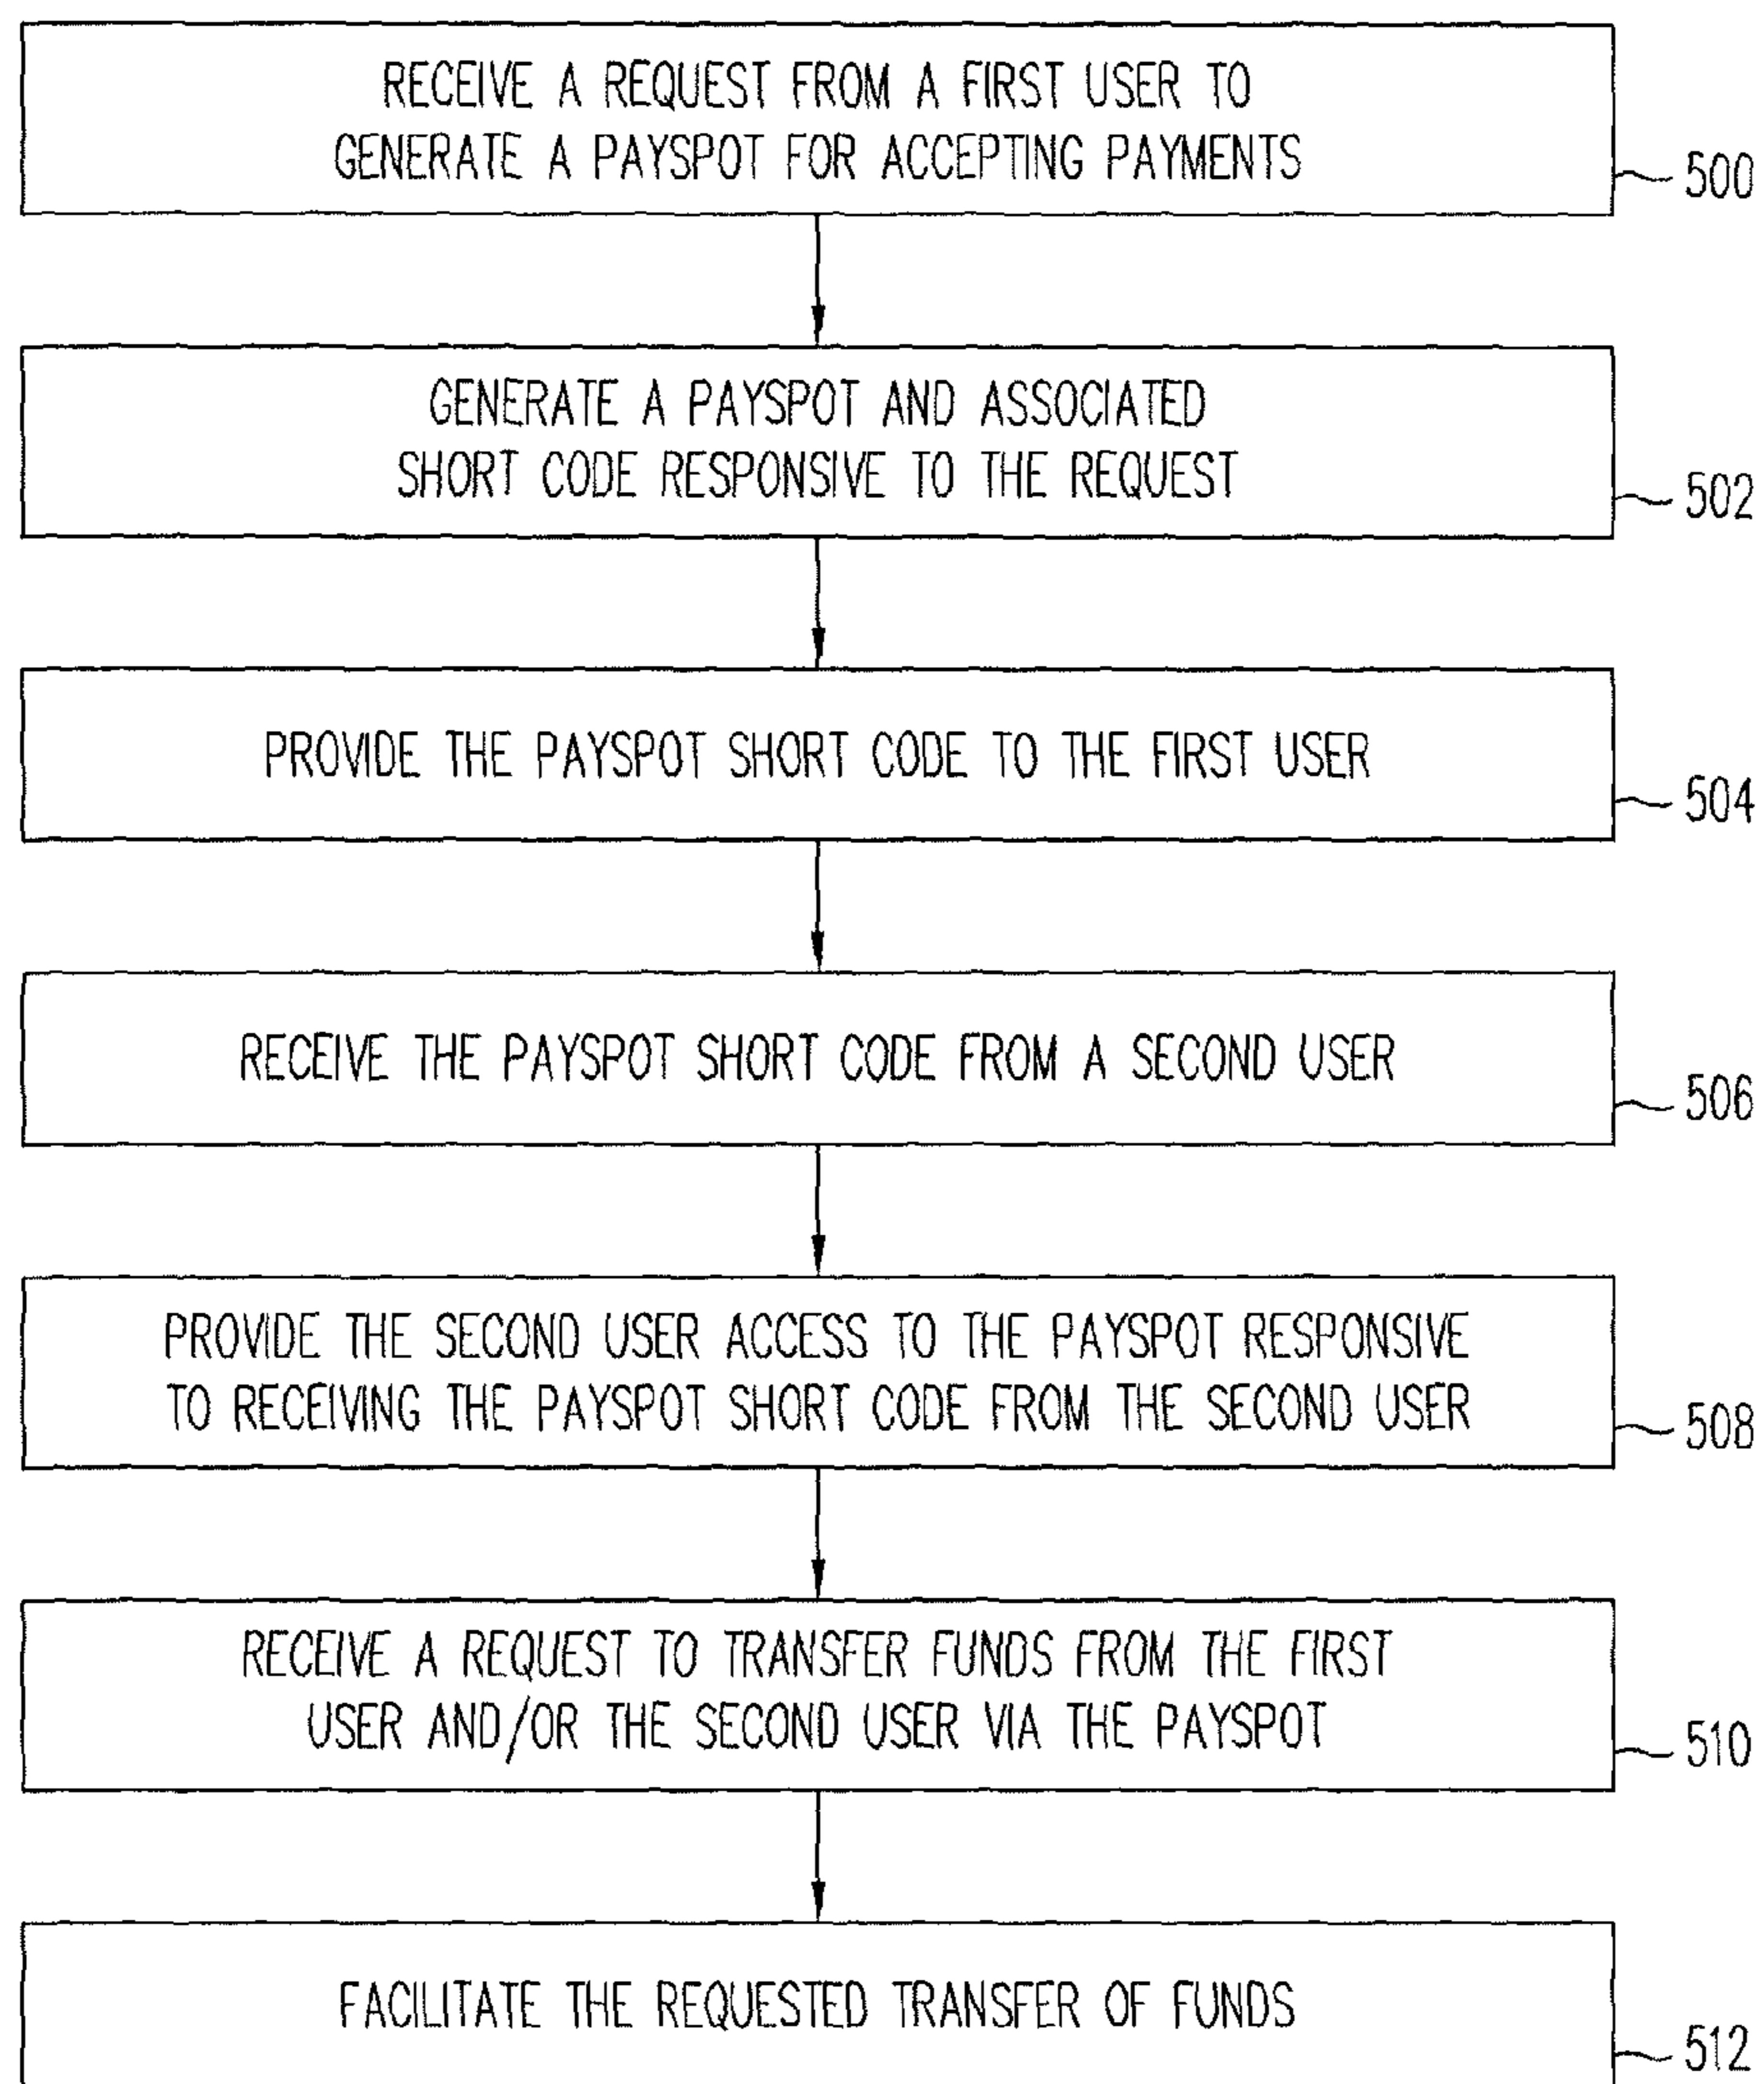 RECEIVE A REQUEST FROM A FIRST USER TO
GENERATE A PAYSPOT FOR ACCEPTING PAYMENTS
500
GENERATE A PAYSPOT AND ASSOCIATED
SHORT CODE RESPONSIVE TO THE REQUEST
502
PROVIDE THE PAYSPOT SHORT CODE TO THE FIRST USER
504
RECEIVE THE PAYSPOT SHORT CODE FROM A SECOND USER
506
PROVIDE THE SECOND USER ACCESS TO THE PAYSPOT RESPONSIVE
TO RECEIVING THE PAYSPOT SHORT CODE FROM THE SECOND USER
508
RECEIVE A REQUEST TO TRANSFER FUNDS FROM THE FIRST
USER AND/OR THE SECOND USER VIA THE PAYSPOT
510
FACILITATE THE REQUESTED TRANSFER OF FUNDS
512